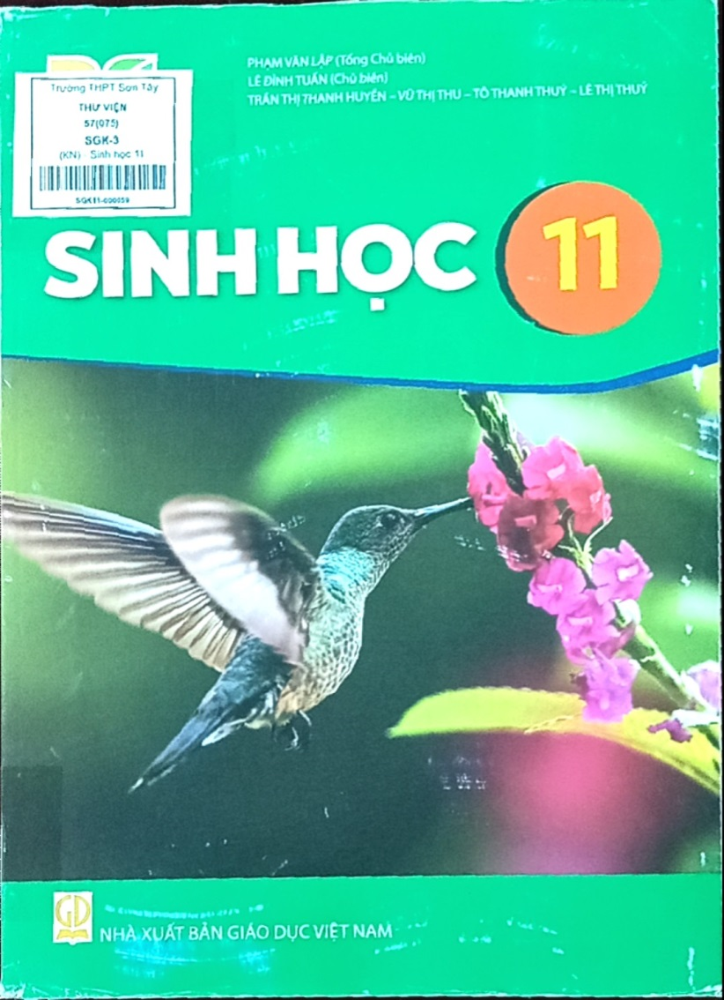 PHẠM VĂN LẬP (Tổng Chủ biên)
LÊ ĐÌNH TUẤN (Chủ biên)
TRẦN THỊ THANH HUYỀN – VŨ THỊ THU – TÔ THANH THUÝ – LÊ THỊ THUỶ
Trường THPT Sơn Tây
THƯ VIỆN
57(075)
SGK-3
(KN) - Sinh học 11
SGK11-000059
SINH HỌC 11
GD
NHÀ XUẤT BẢN GIÁO DỤC VIỆT NAM